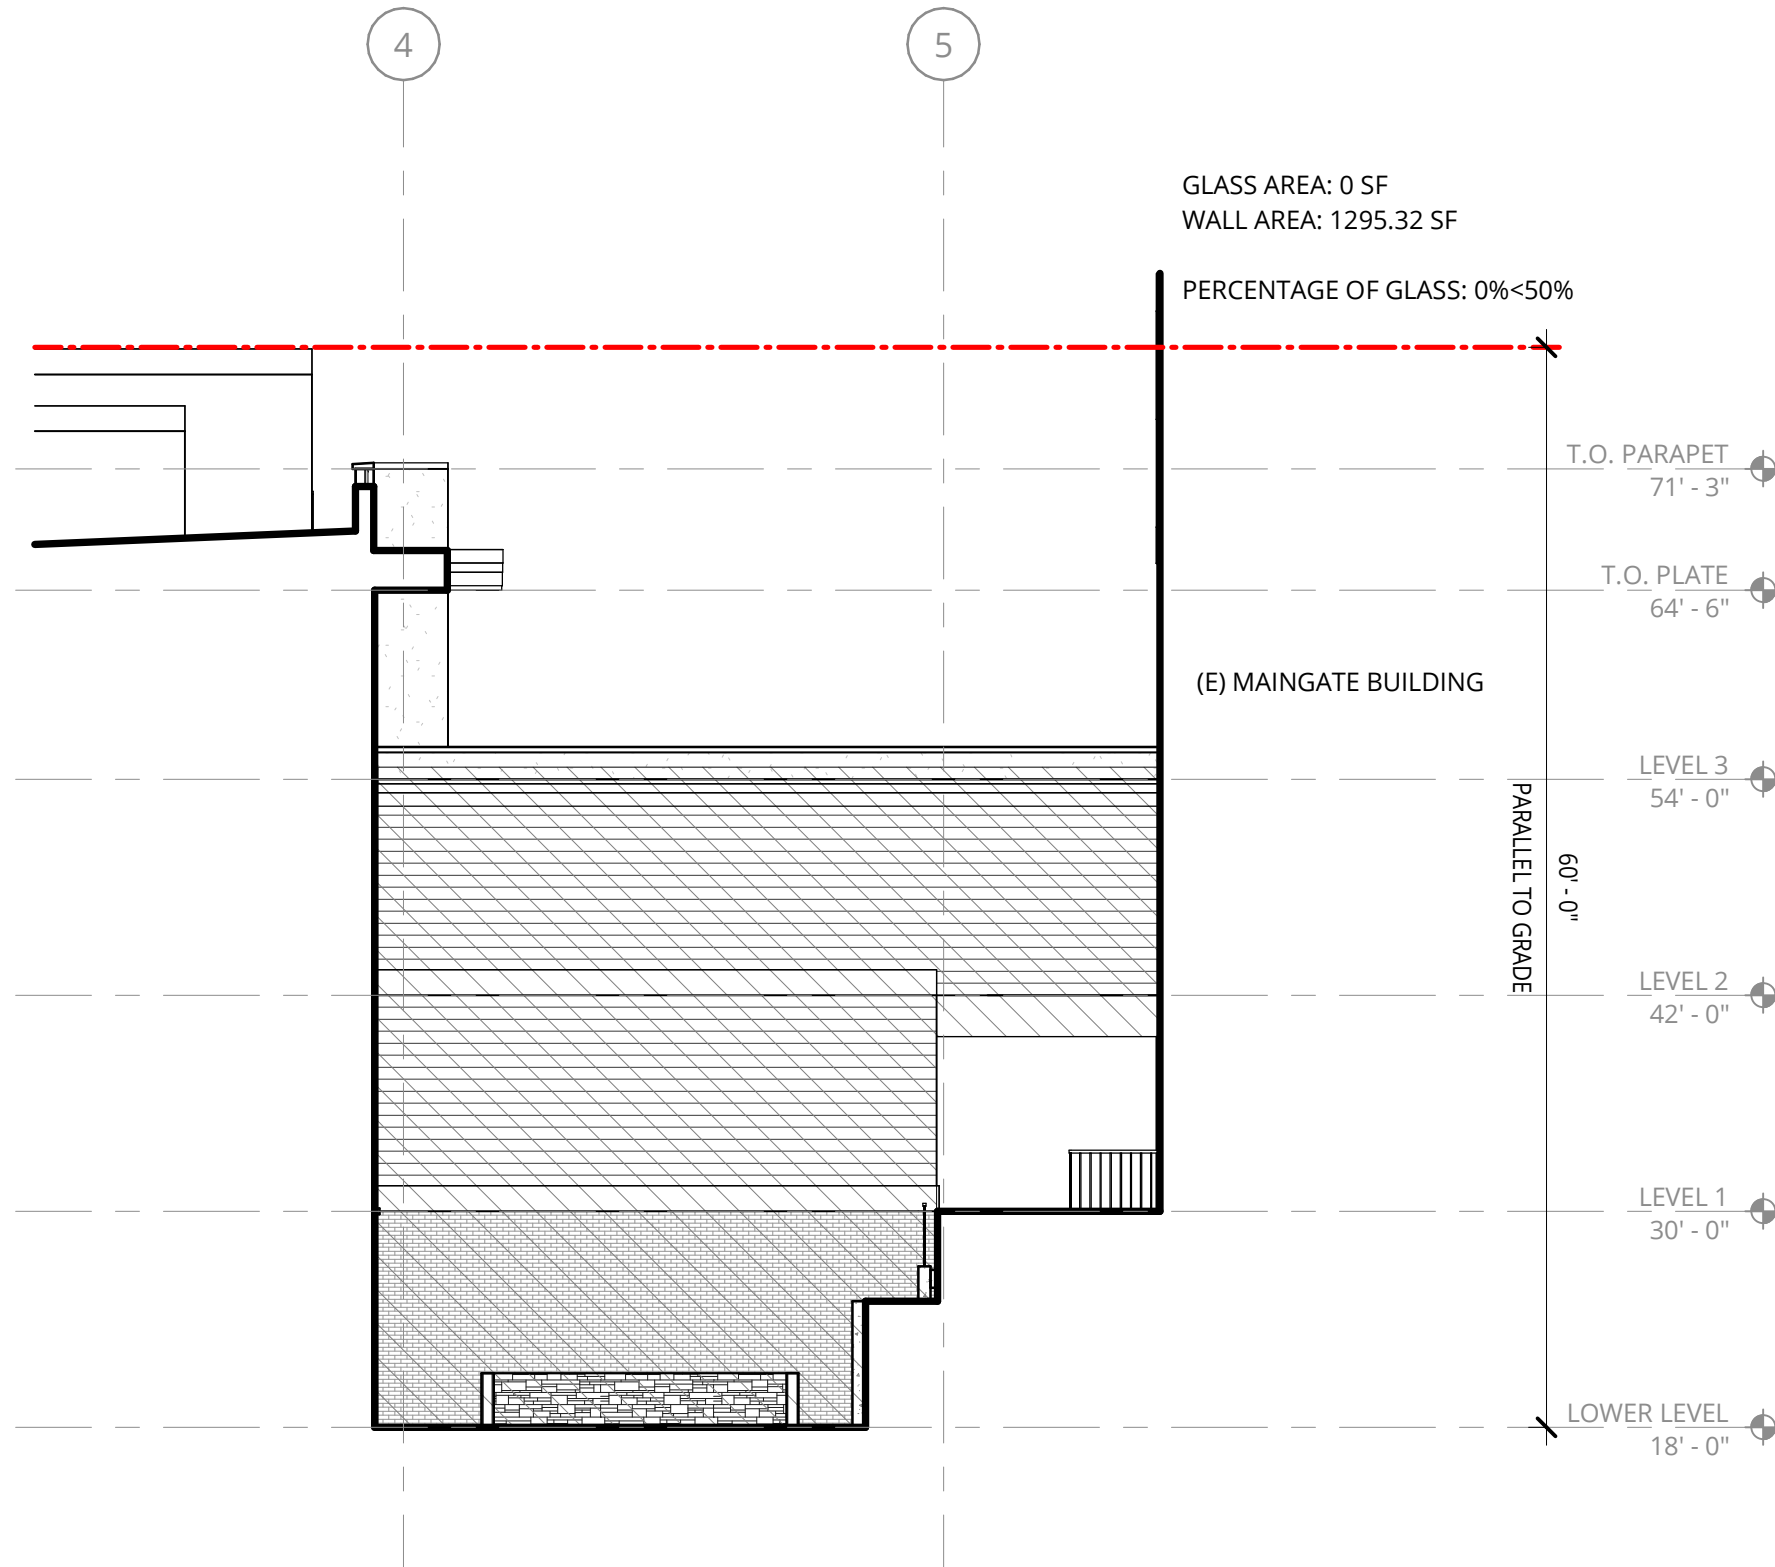 4
5
GLASS AREA: 0 SF
WALL AREA: 1295.32 SF
PERCENTAGE OF GLASS: 0%<50%
T.O. PARAPET
71' - 3"
T.O. PLATE
64' - 6"
(E) MAINGATE BUILDING
LEVEL 3
54' - 0"
PARALLEL TO GRADE
60' - 0"
LEVEL 2
42' - 0"
LEVEL 1
30' - 0"
LOWER LEVEL
18' - 0"